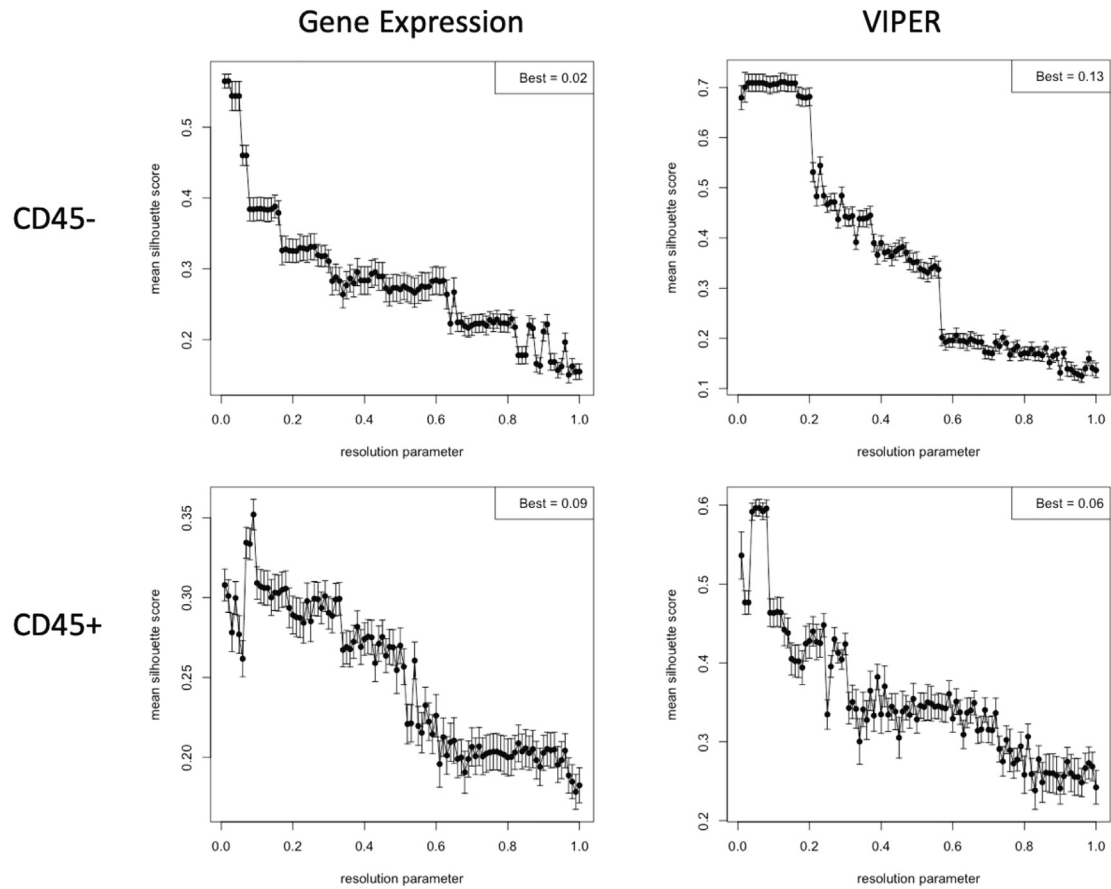 Gene Expression
VIPER
CD45-
Best = 0.02
mean silhouette score
0.5
0.4
0.3
0.2
0.0 0.2 0.4 0.6 0.8 1.0
resolution parameter
Best = 0.13
mean silhouette score
0.7
0.6
0.5
0.4
0.3
0.2
0.1
0.0 0.2 0.4 0.6 0.8 1.0
resolution parameter
CD45+
Best = 0.09
mean silhouette score
0.35
0.30
0.25
0.20
0.0 0.2 0.4 0.6 0.8 1.0
resolution parameter
Best = 0.06
mean silhouette score
0.6
0.5
0.4
0.3
0.2
0.0 0.2 0.4 0.6 0.8 1.0
resolution parameter